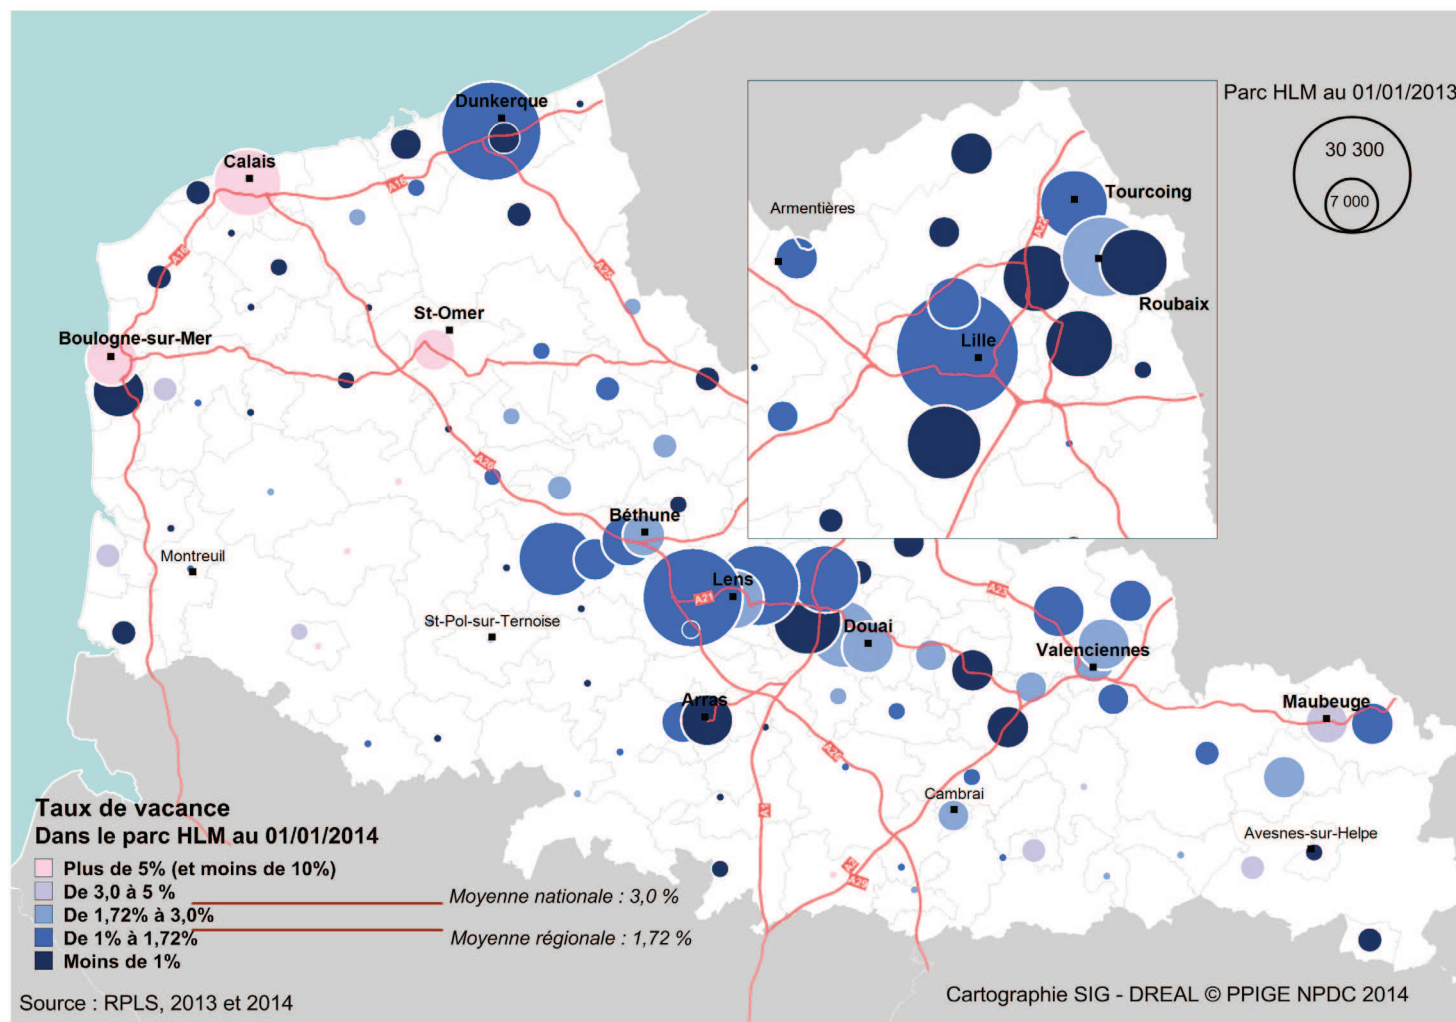 Parc HLM au 01/01/2013
30 300
7 000
Dunkerque
Calais
A16
A16
A25
St-Omer
Boulogne-sur-Mer
Armentières
Tourcoing
A22
Roubaix
Lille
A26
Béthune
Montreuil
Lens
A21
A23
St-Pol-sur-Ternoise
Douai
Valenciennes
Arras
Maubeuge
A26
Cambrai
A1
A2
A29
Avesnes-sur-Helpe
Taux de vacance
Dans le parc HLM au 01/01/2014
Plus de 5% (et moins de 10%)
De 3,0 à 5 %
Moyenne nationale : 3,0 %
De 1,72% à 3,0%
De 1% à 1,72%
Moyenne régionale : 1,72 %
Moins de 1%
Source : RPLS, 2013 et 2014
Cartographie SIG - DREAL © PPIGE NPDC 2014